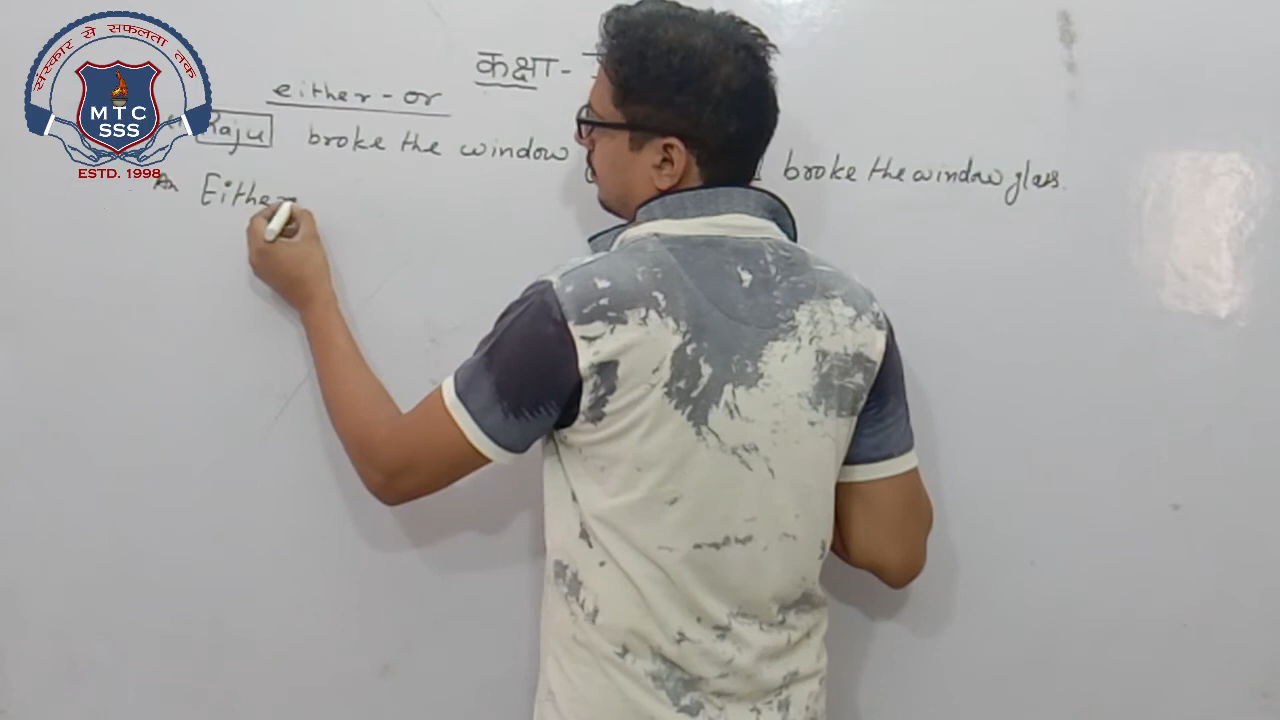 संस्कार से सफलता तक
MTC
SSS
ESTD. 1998
कक्षा-
either-or
Raju broke the window broke the window glass.
Either